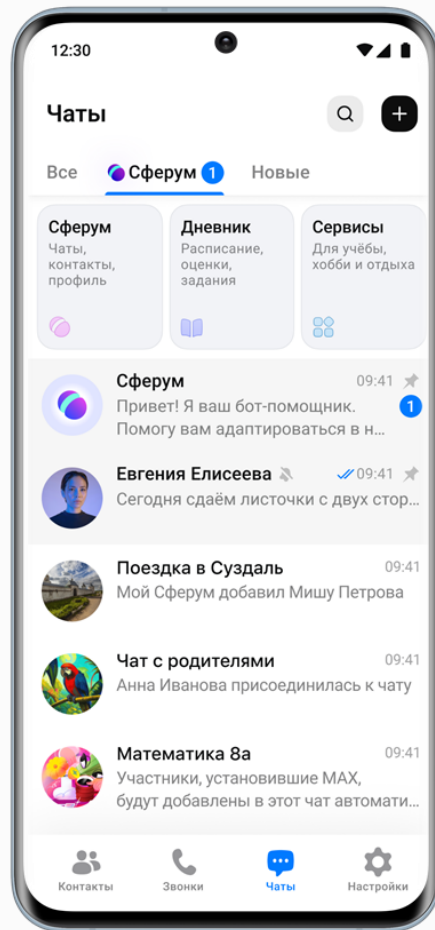 12:30
Чаты
Все
Сферум 1
Новые
Сферум
Чаты,
контакты,
профиль
Дневник
Расписание,
оценки,
задания
Сервисы
Для учёбы,
хобби и отдыха
Сферум 09:41
Привет! Я ваш бот-помощник. 1
Помогу вам адаптироваться в н...
Евгения Елисеева 09:41
Сегодня сдаём листочки с двух стор...
Поездка в Суздаль 09:41
Мой Сферум добавил Мишу Петрова
Чат с родителями 09:41
Анна Иванова присоединилась к чату
Математика 8а 09:41
Участники, установившие MAX,
будут добавлены в этот чат автомати...
Контакты
Звонки
Чаты
Настройки